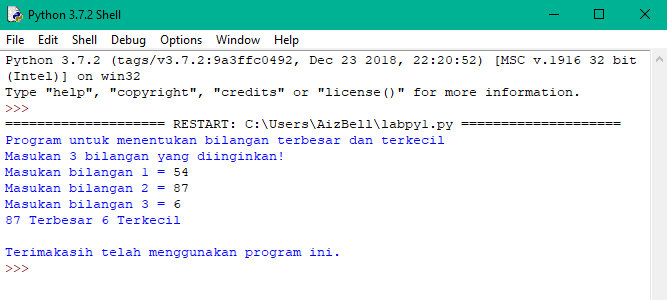 Python 3.7.2 Shell
File Edit Shell Debug Options Window Help
Python 3.7.2 (tags/v3.7.2:9a3ffc0492, Dec 23 2018, 22:20:52) [MSC v.1916 32 bit
(Intel)] on win32
Type "help", "copyright", "credits" or "license()" for more information.
>>>
==================== RESTART: C:\Users\AizBell\labpy1.py ====================
Program untuk menentukan bilangan terbesar dan terkecil
Masukan 3 bilangan yang diinginkan!
Masukan bilangan 1 = 54
Masukan bilangan 2 = 87
Masukan bilangan 3 = 6
87 Terbesar 6 Terkecil

Terimakasih telah menggunakan program ini.
>>>